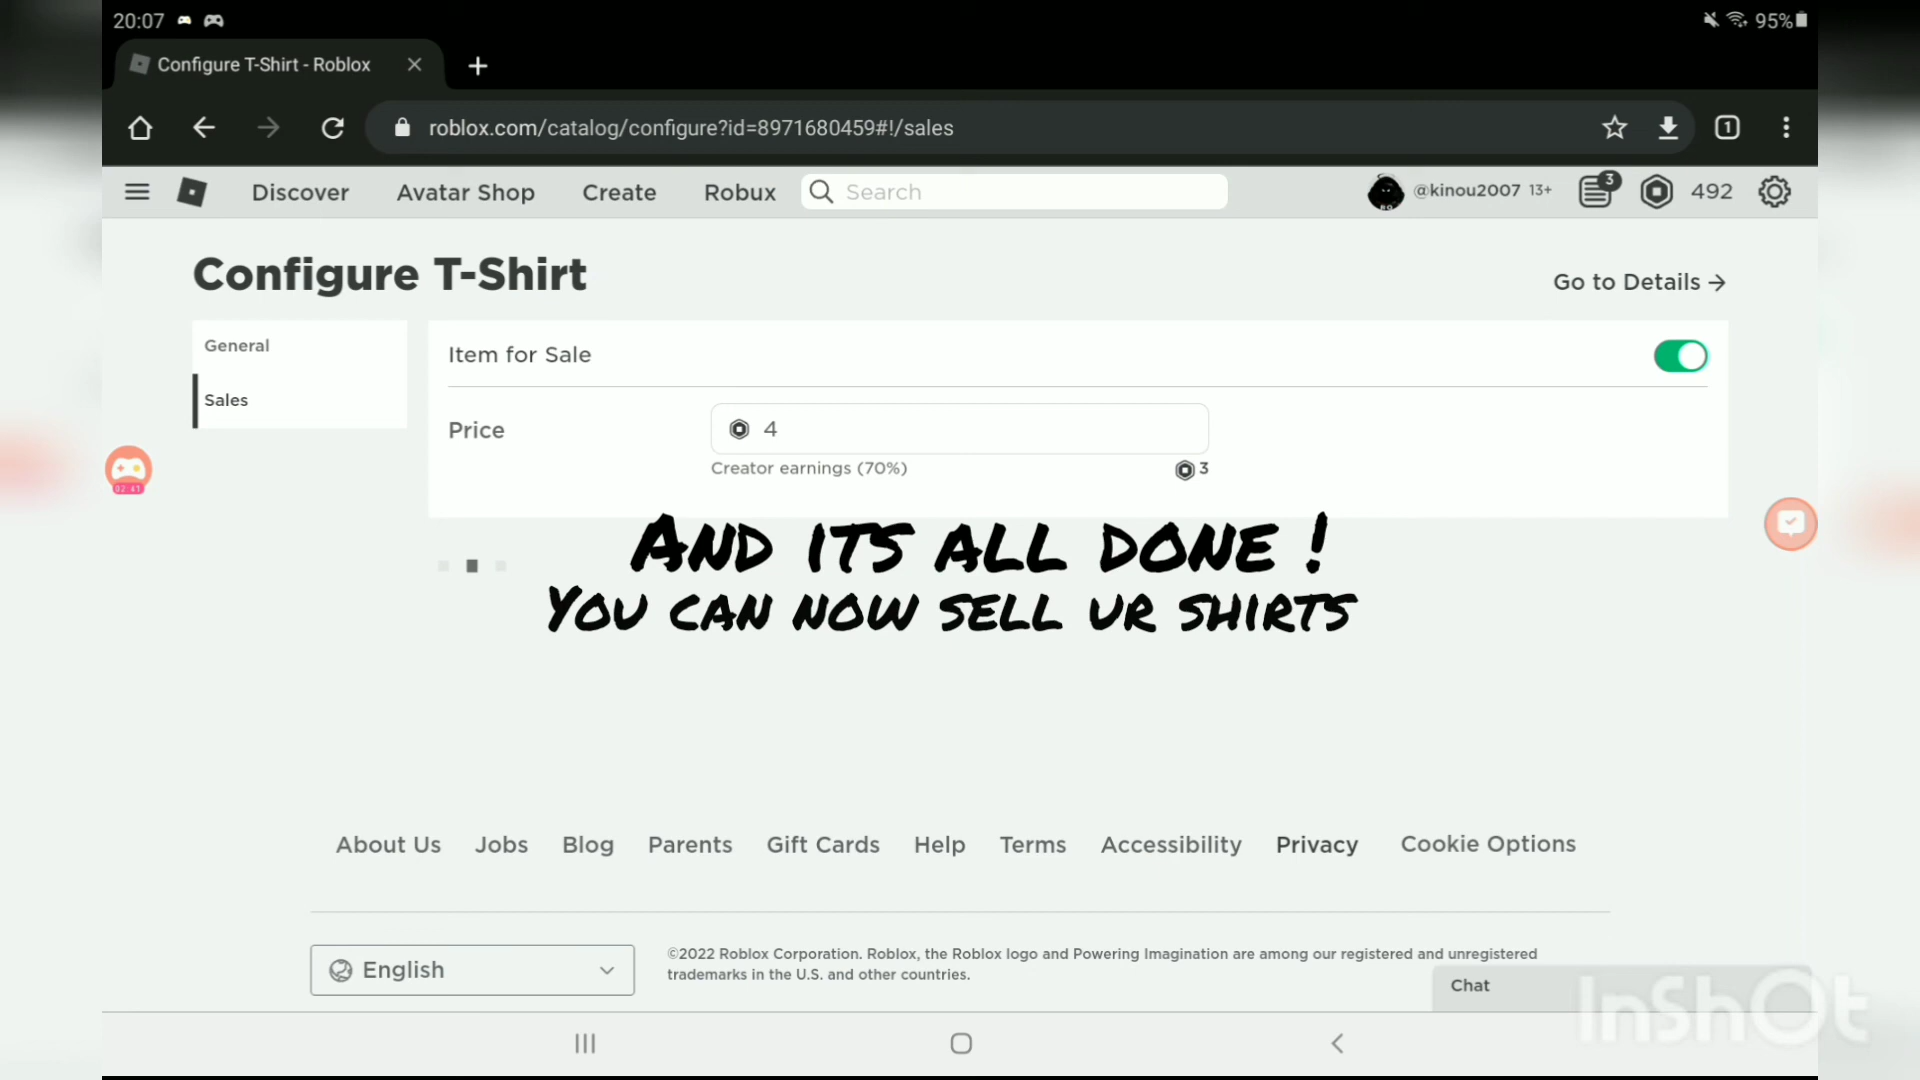 20:07
95%
Configure T-Shirt - Roblox
roblox.com/catalog/configure?id=8971680459#!/sales
1
Discover
Avatar Shop
Create
Robux
Search
@kinou2007 13+
3
492
Configure T-Shirt
Go to Details
General
Item for Sale
Sales
Price
4
Creator earnings (70%)
3
02:41
And its all done !
You can now sell ur shirts
About Us Jobs Blog Parents Gift Cards Help Terms Accessibility Privacy Cookie Options
English
©2022 Roblox Corporation. Roblox, the Roblox logo and Powering Imagination are among our registered and unregistered
trademarks in the U.S. and other countries.
Chat
InShOt